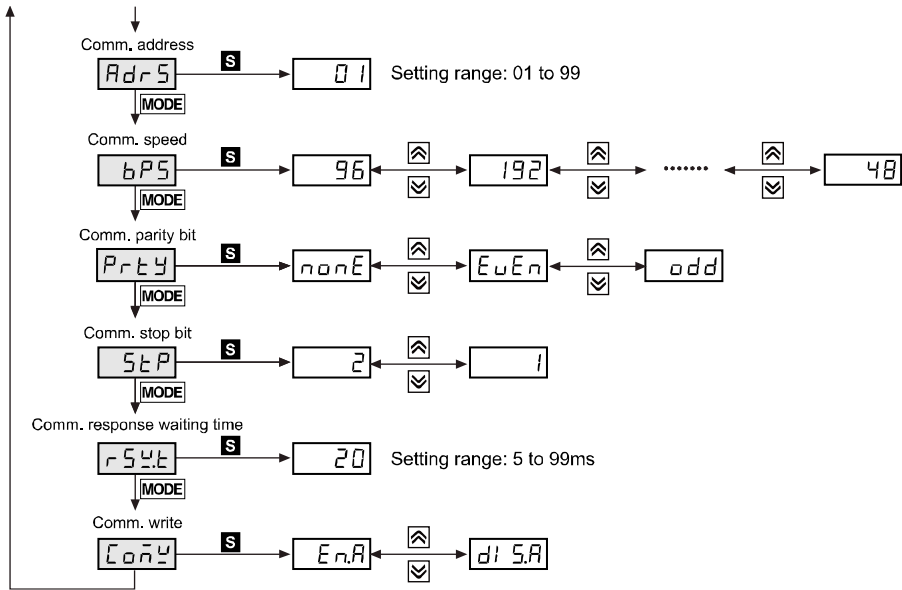 Comm. address
AdrS S 01 Setting range: 01 to 99
MODE
Comm. speed
bPS S 96 192 ······· 48
MODE
Comm. parity bit
PrtY S nonE EvEn odd
MODE
Comm. stop bit
StP S 2 1
MODE
Comm. response waiting time
rSW.t S 20 Setting range: 5 to 99ms
MODE
Comm. write
ComW S En.A dIS.A